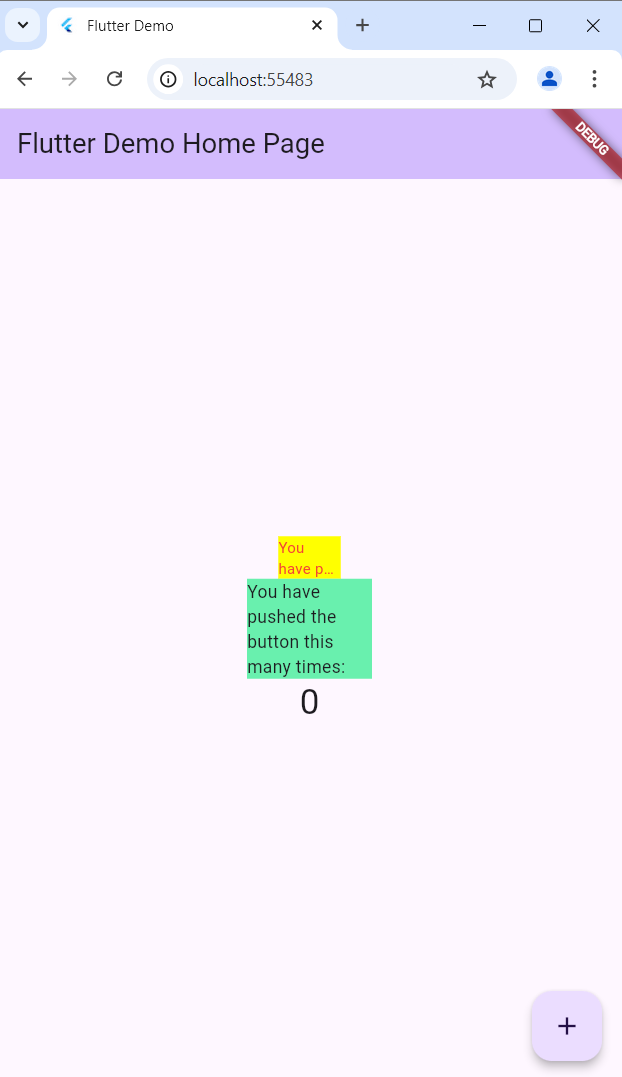 Flutter Demo
localhost:55483
Flutter Demo Home Page
DEBUG
You
have p...
You have
pushed the
button this
many times:
0